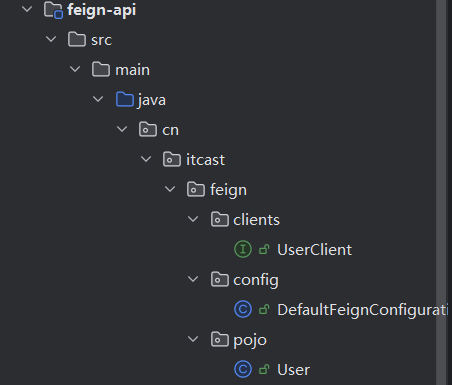 feign-api
src
main
java
cn
itcast
feign
clients
UserClient
config
DefaultFeignConfigurati
pojo
User